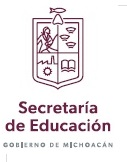 Secretaría
de Educación
GOBIERNO DE MICHOACÁN